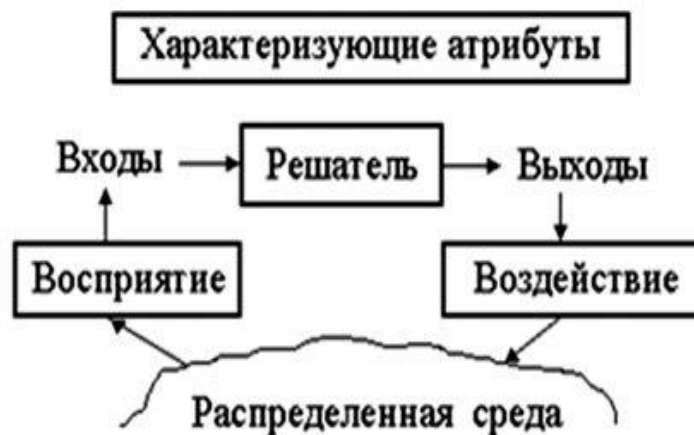 Характеризующие атрибуты
Входы
Решатель
Выходы
Восприятие
Воздействие
Распределенная среда